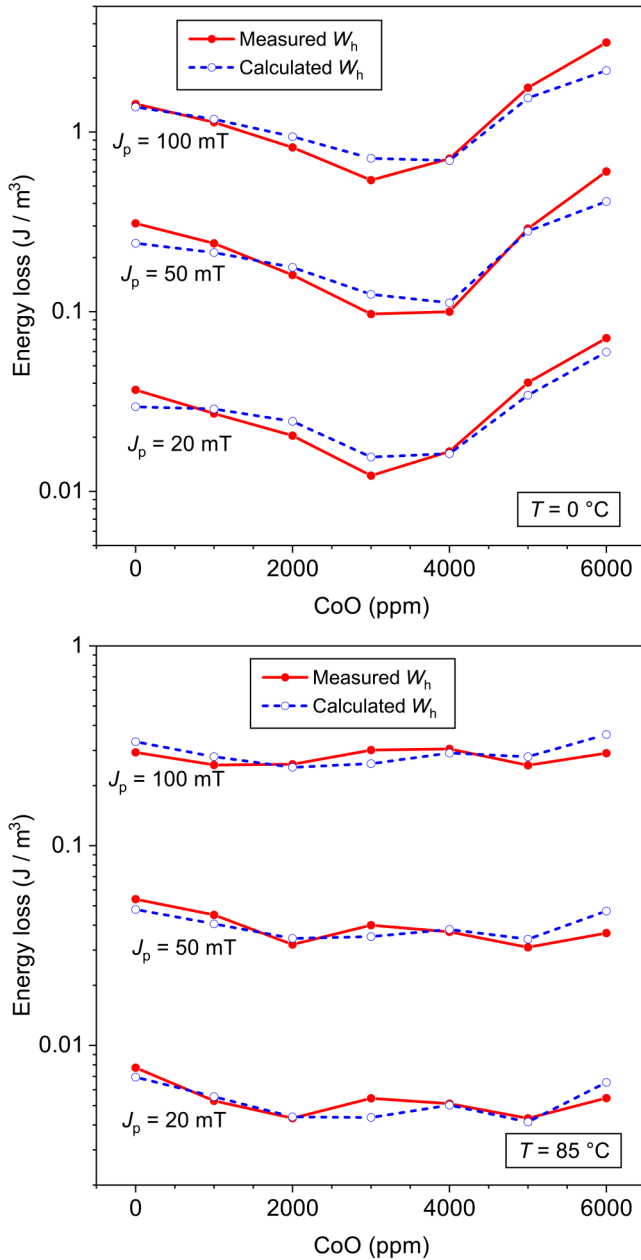 Measured Wh
Calculated Wh
Energy loss (J / m³)
1
Jp = 100 mT
Jp = 50 mT
0.1
Jp = 20 mT
0.01
T = 0 °C
0 2000 4000 6000
CoO (ppm)
1
Measured Wh
Calculated Wh
Energy loss (J / m³)
Jp = 100 mT
0.1
Jp = 50 mT
0.01
Jp = 20 mT
T = 85 °C
0 2000 4000 6000
CoO (ppm)